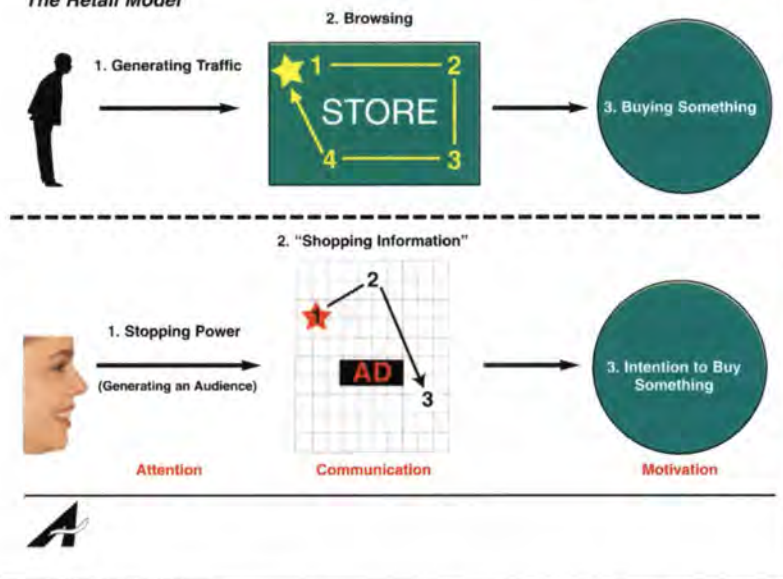 The Retail Model
2. Browsing
1. Generating Traffic
1 2
STORE
4 3
3. Buying Something
2. "Shopping Information"
2
1
1. Stopping Power
(Generating an Audience)
AD
3
3. Intention to Buy
Something
Attention
Communication
Motivation
A